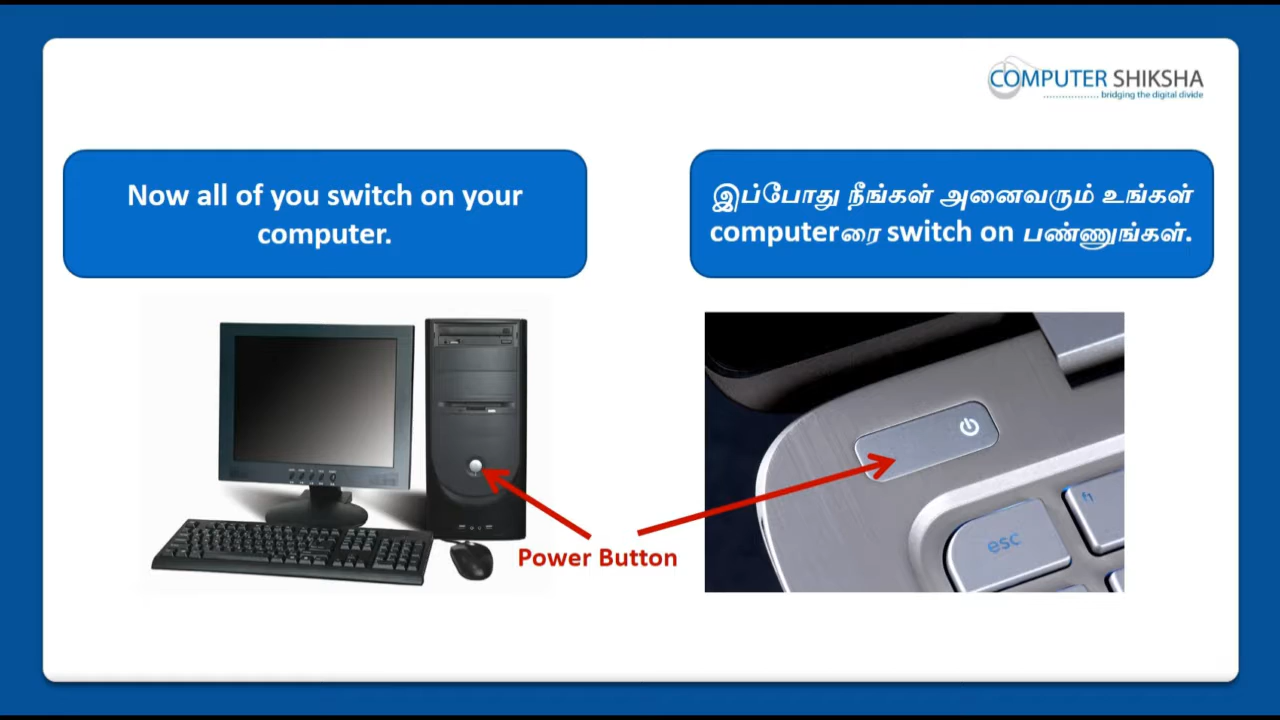 COMPUTER SHIKSHA
bridging the digital divide
Now all of you switch on your
computer.
இப்போது நீங்கள் அனைவரும் உங்கள்
computerரை switch on பண்ணுங்கள்.
Power Button
esc
f1